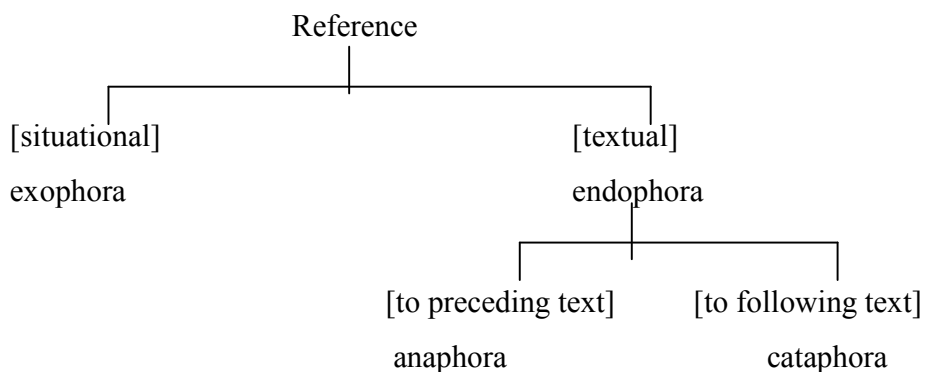 Reference
[situational] [textual]
exophora endophora
[to preceding text] [to following text]
anaphora cataphora